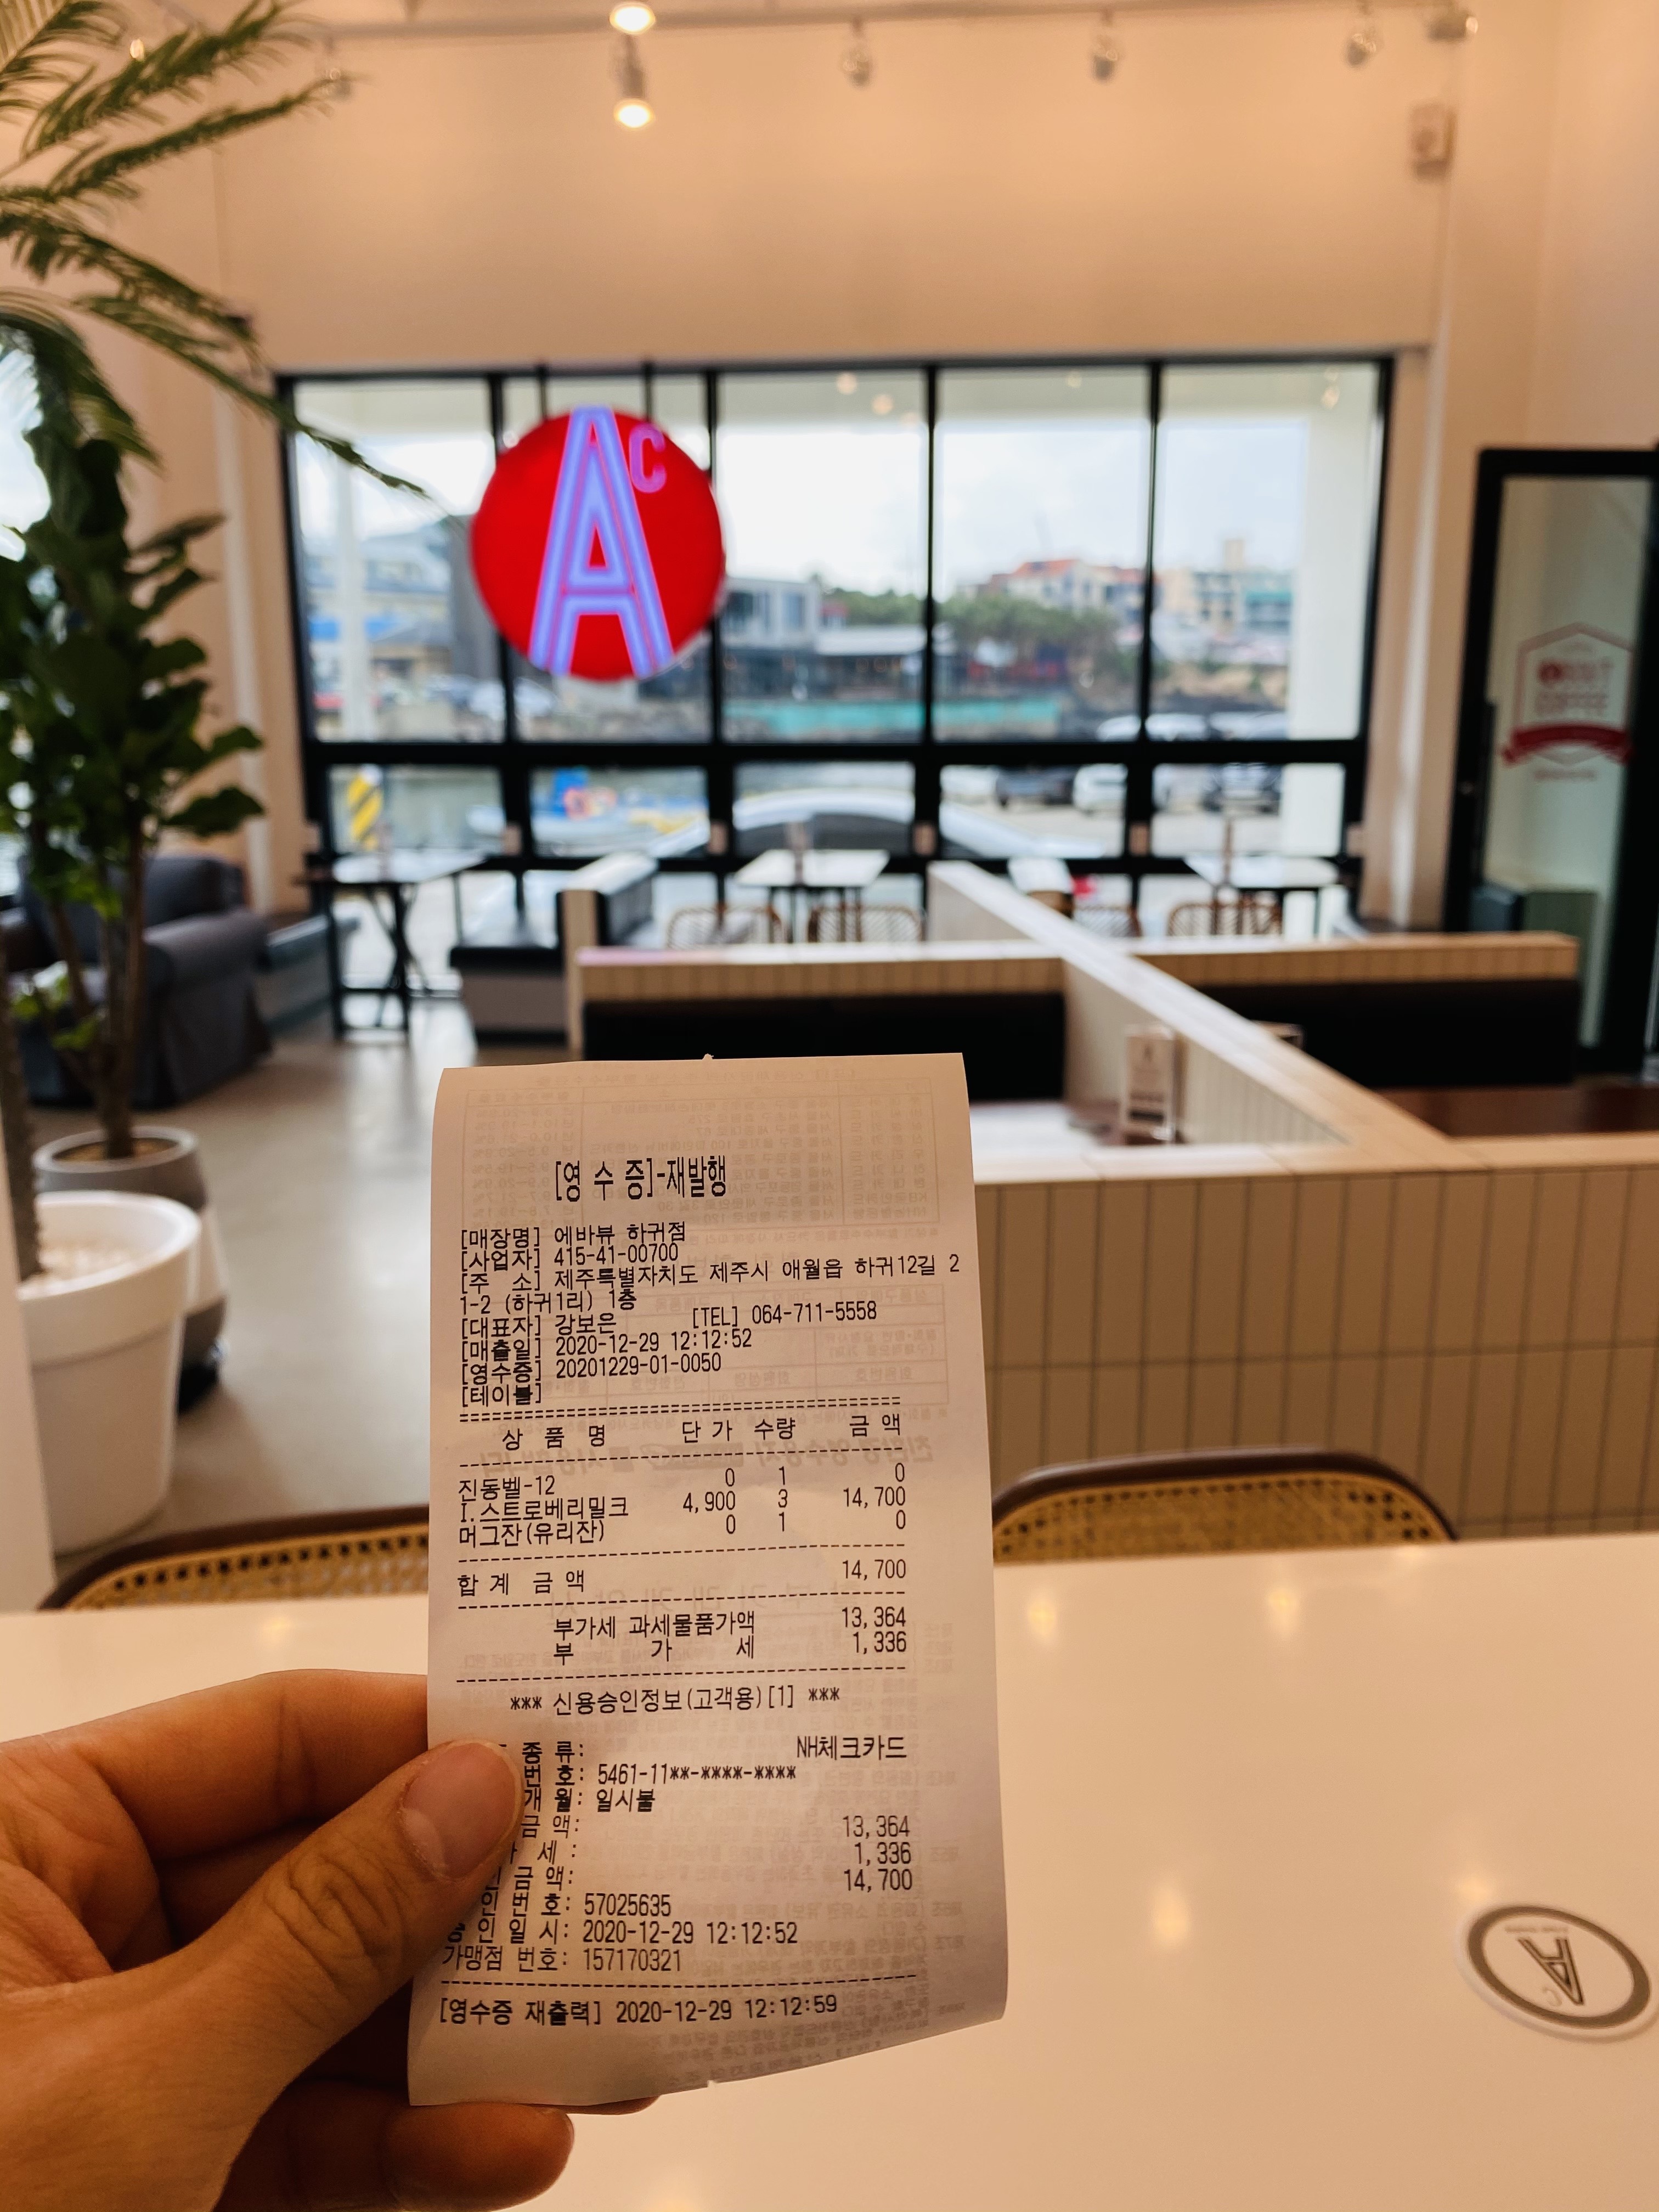 A
C
COFFEE
[영 수 증]-재발행
[매장명] 에바뷰 하귀점
[사업자] 415-41-00700
[주 소] 제주특별자치도 제주시 애월읍 하귀12길 2
1-2 (하귀1리) 1층
[대표자] 강보은 [TEL] 064-711-5558
[매출일] 2020-12-29 12:12:52
[영수증] 20201229-01-0050
[테이블]
상 품 명 단 가 수량 금 액
진동벨-12 0 1 0
I.스트로베리밀크 4,900 3 14,700
머그잔(유리잔) 0 1 0
합 계 금 액 14,700
부가세 과세물품가액 13,364
부 가 세 1,336
*** 신용승인정보(고객용)[1] ***
종 류: NH체크카드
번 호: 5461-11**-****-****
개 월: 일시불
금 액: 13,364
세 : 1,336
금 액: 14,700
인 번 호: 57025635
인 일 시: 2020-12-29 12:12:52
가맹점 번호: 157170321
[영수증 재출력] 2020-12-29 12:12:59
A
C